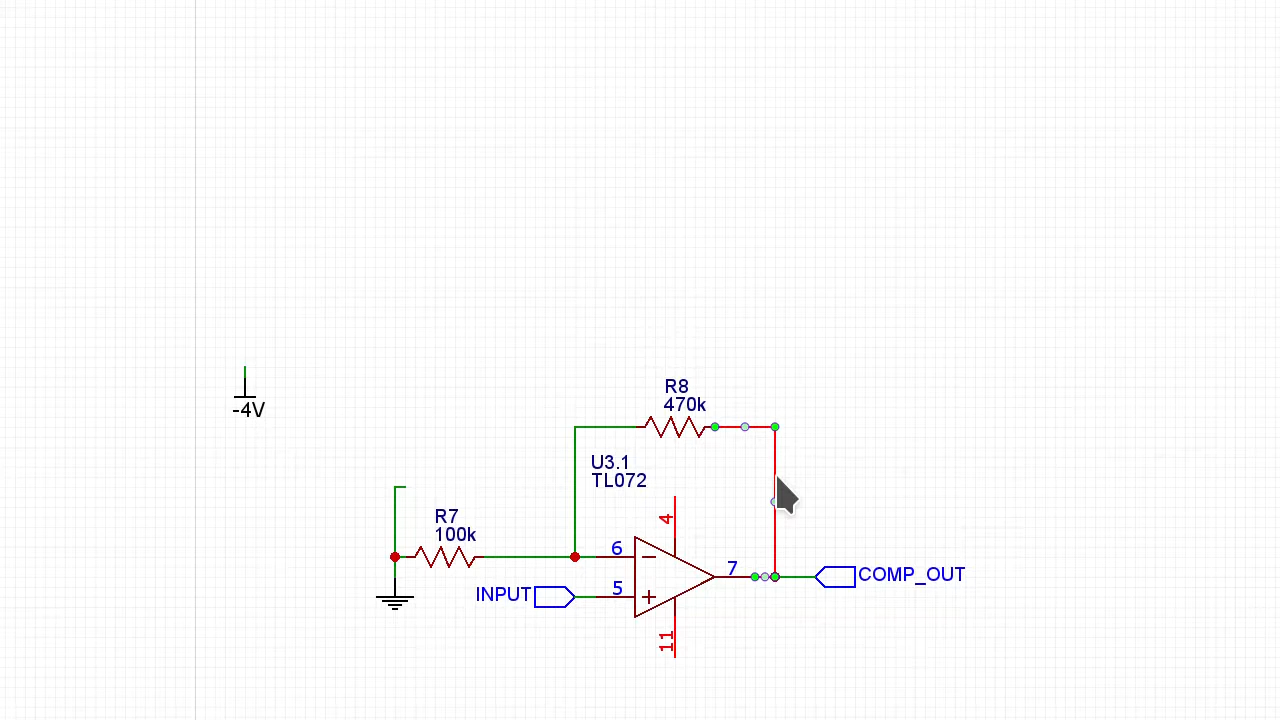 R8
470k
-4V
U3.1
TL072
R7
100k
4
6
7
COMP_OUT
5
INPUT
11